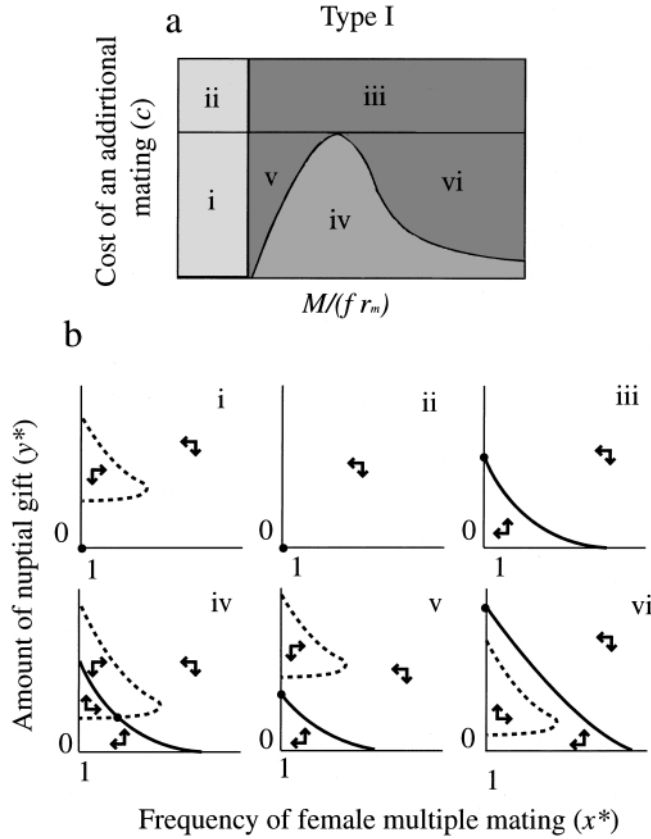 a
Type I
Cost of an addirtional
mating (c)
ii
iii
i
v
iv
vi
M/(f rₘ)
b
Amount of nuptial gift (y*)
i
ii
iii
0
0
0
1
1
1
iv
v
vi
0
0
0
1
1
1
Frequency of female multiple mating (x*)